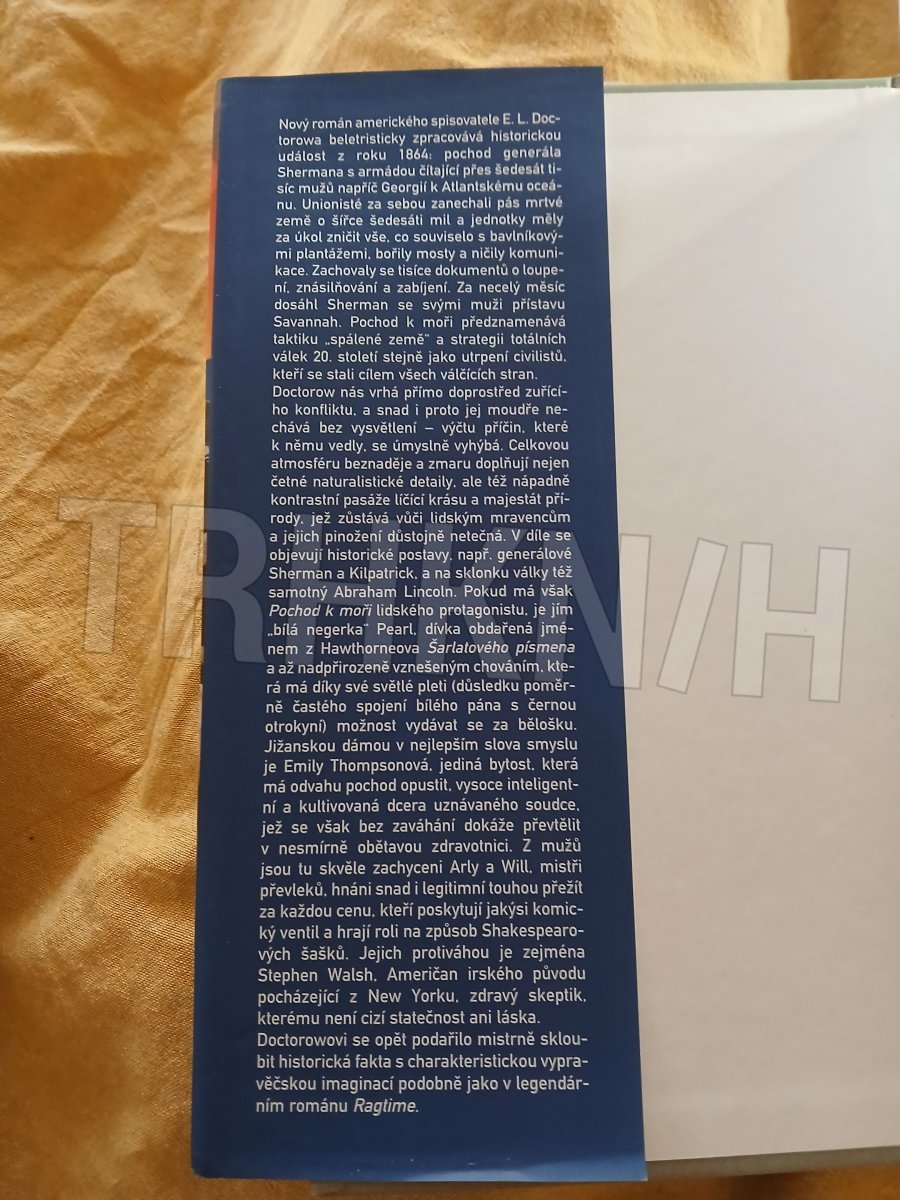 Nový román amerického spisovatele E. L. Doc-
torowa beletristicky zpracovává historickou
událost z roku 1864: pochod generála
Shermana s armádou čítající přes šedesát ti-
síc mužů napříč Georgií k Atlantskému oceá-
nu. Unionisté za sebou zanechali pás mrtvé
země o šířce šedesáti mil a jednotky měly
za úkol zničit vše, co souviselo s bavlníkový-
mi plantážemi, bořily mosty a ničily komuni-
kace. Zachovaly se tisíce dokumentů o loupe-
ní, znásilňování a zabíjení. Za necelý měsíc
dosáhl Sherman se svými muži přístavu
Savannah. Pochod k moři předznamenává
taktiku „spálené země“ a strategii totálních
válek 20. století stejně jako utrpení civilistů,
kteří se stali cílem všech válčících stran.
Doctorow nás vrhá přímo doprostřed zuřící-
ho konfliktu, a snad i proto jej moudře ne-
chává bez vysvětlení – výčtu příčin, které
k němu vedly, se úmyslně vyhýbá. Celkovou
atmosféru beznaděje a zmaru doplňují nejen
četné naturalistické detaily, ale též nápadně
kontrastní pasáže líčící krásu a majestát pří-
rody, jež zůstává vůči lidským mravencům
a jejich pinožení důstojně netečná. V díle se
objevují historické postavy, např. generálové
Sherman a Kilpatrick, a na sklonku války též
samotný Abraham Lincoln. Pokud má však
Pochod k moři lidského protagonistu, je jím
„bílá negerka“ Pearl, dívka obdařená jmé-
nem z Hawthorneova Šarlatového písmena
a až nadpřirozeně vznešeným chováním, kte-
rá má díky své světlé pleti (důsledku poměr-
ně častého spojení bílého pána s černou
otrokyní) možnost vydávat se za bělošku.
Jižanskou dámou v nejlepším slova smyslu
je Emily Thompsonová, jediná bytost, která
má odvahu pochod opustit, vysoce inteligent-
ní a kultivovaná dcera uznávaného soudce,
jež se však bez zaváhání dokáže převtělit
v nesmírně obětavou zdravotnici. Z mužů
jsou tu skvěle zachyceni Arly a Will, mistři
převleků, hnáni snad i legitimní touhou přežít
za každou cenu, kteří poskytují jakýsi komic-
ký ventil a hrají roli na způsob Shakespearo-
vých šašků. Jejich protiváhou je zejména
Stephen Walsh, Američan irského původu
pocházející z New Yorku, zdravý skeptik,
kterému není cizí statečnost ani láska.
Doctorowovi se opět podařilo mistrně sklou-
bit historická fakta s charakteristickou vypra-
věčskou imaginací podobně jako v legendár-
ním románu Ragtime.
TRHKN/H